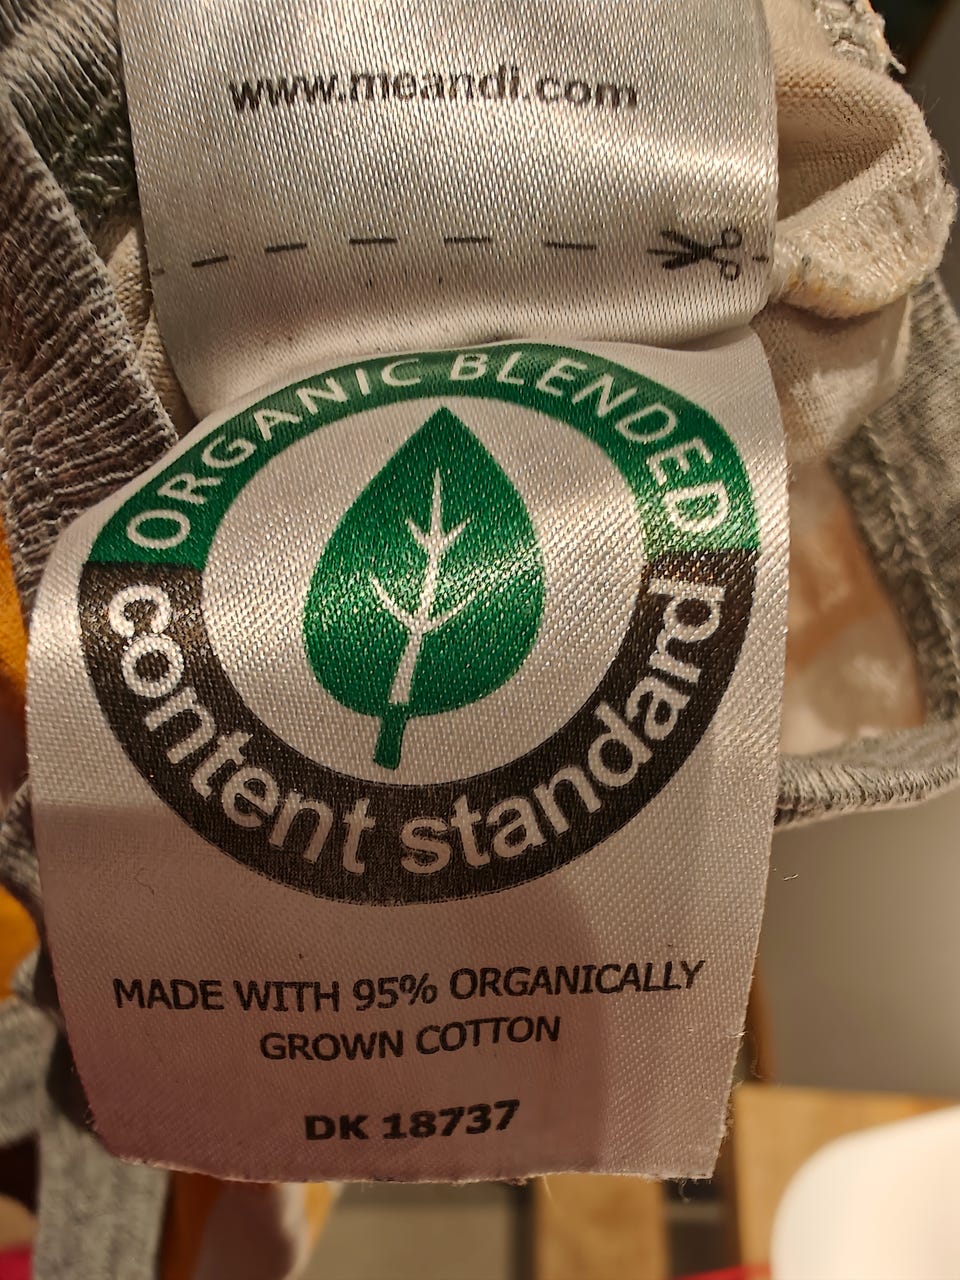 www.meandi.com
ORGANIC BLENDED
content standard
MADE WITH 95% ORGANICALLY
GROWN COTTON
DK 18737